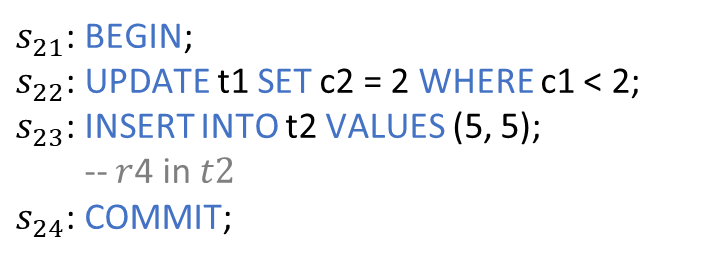 s21: BEGIN;
s22: UPDATE t1 SET c2 = 2 WHERE c1 < 2;
s23: INSERT INTO t2 VALUES (5, 5);
-- r4 in t2
s24: COMMIT;